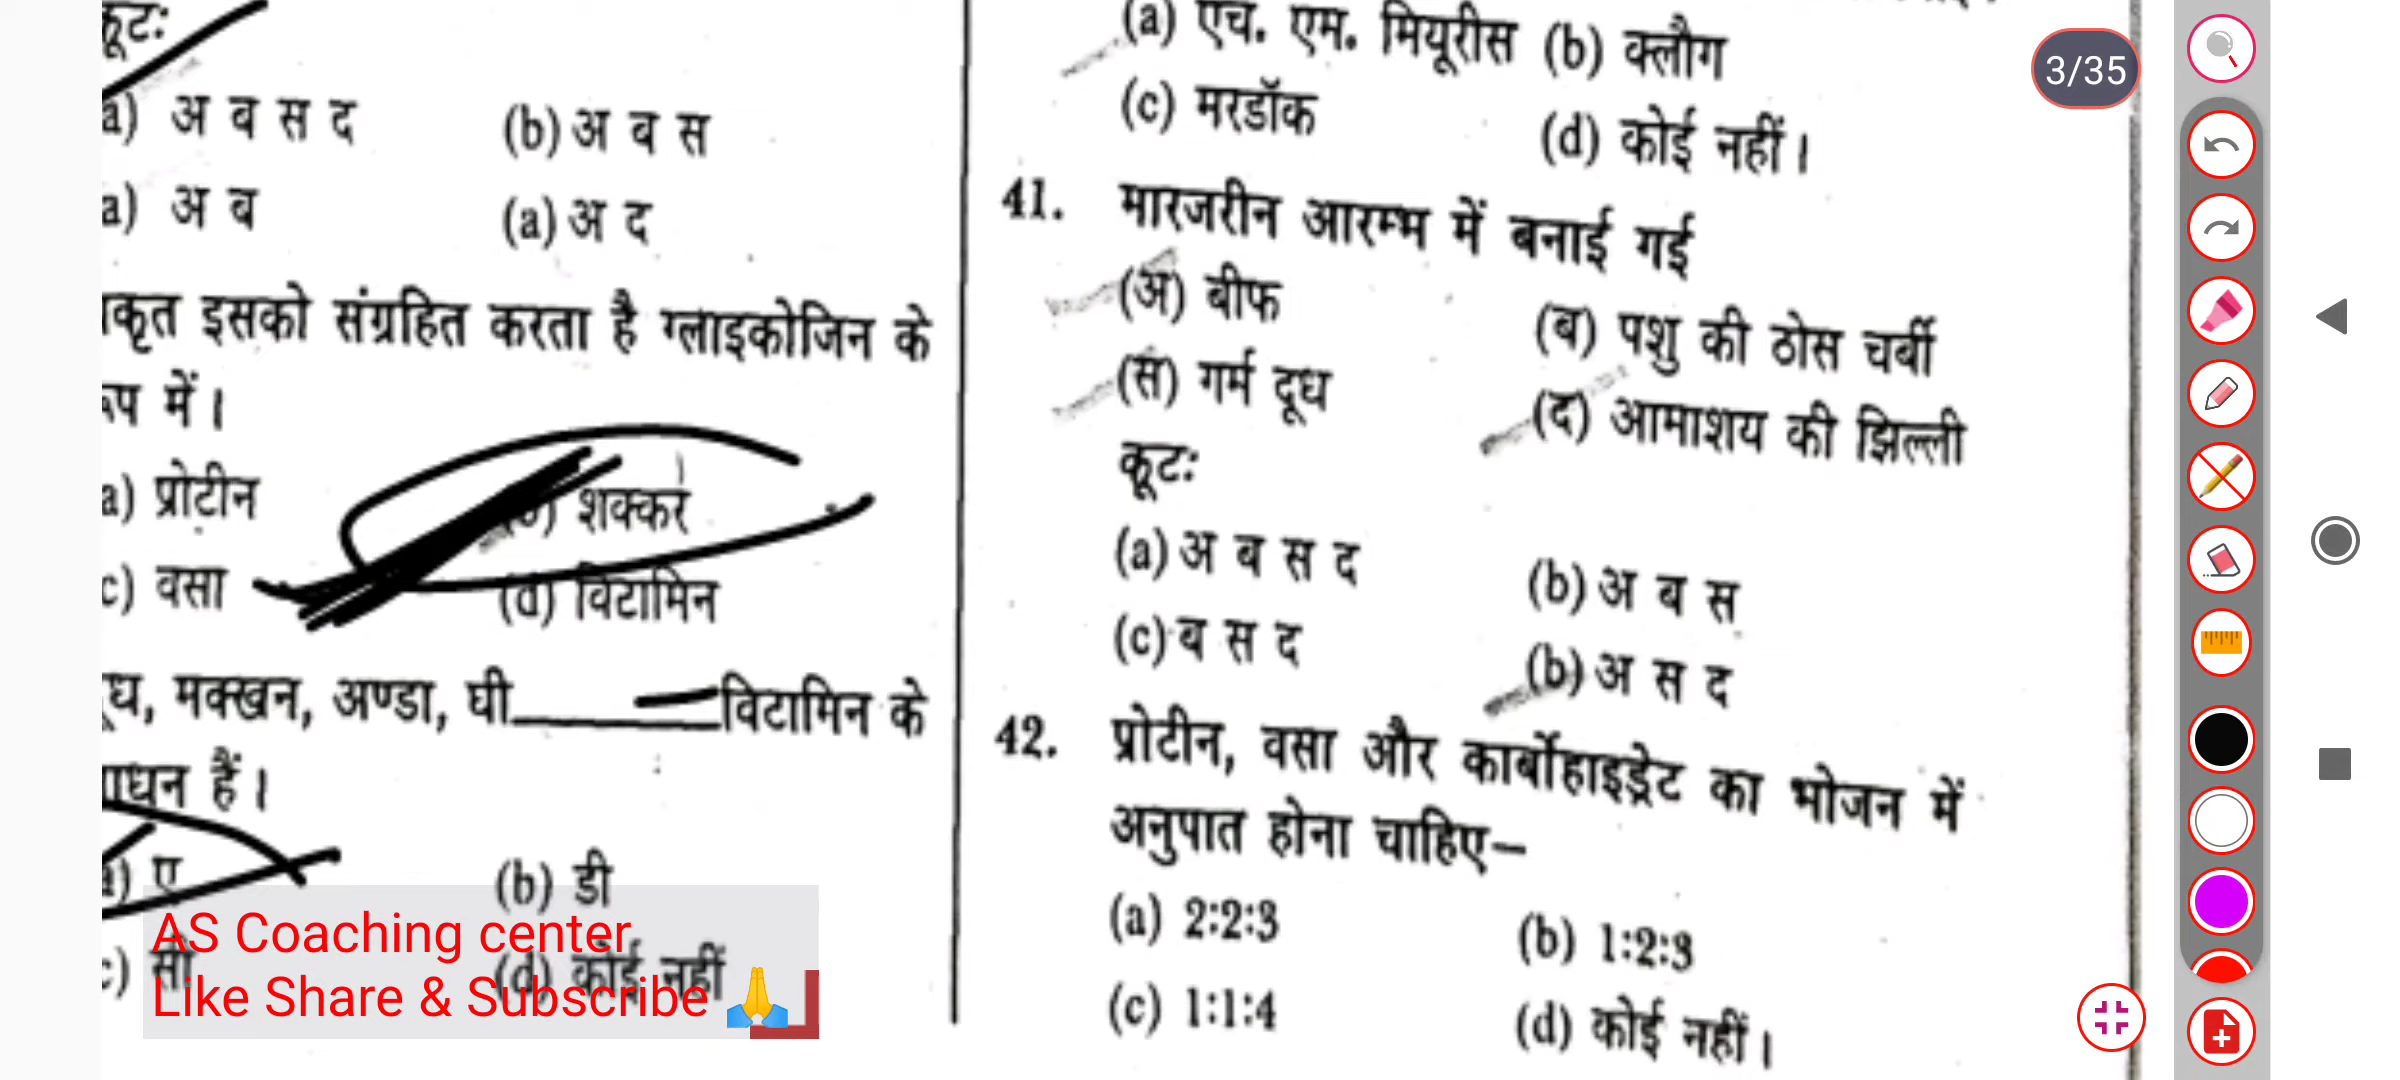 कूटः
a) अ ब स द (b) अ ब स
a) अ ब (a) अ द
कृत इसको संग्रहित करता है ग्लाइकोजिन के
प में।
a) प्रोटीन (b) शक्कर
c) वसा (d) विटामिन
ध, मक्खन, अण्डा, घी________विटामिन के
धन हैं।
a) ए (b) डी
c) सी (d) कोई नहीं
AS Coaching center
Like Share & Subscribe 🙏
(a) एच. एम. मियूरीस (b) क्लौग
(c) मरडॉक (d) कोई नहीं।
41. मारजरीन आरम्भ में बनाई गई
(अ) बीफ (ब) पशु की ठोस चर्बी
(स) गर्म दूध (द) आमाशय की झिल्ली
कूटः
(a) अ ब स द (b) अ ब स
(c) ब स द (b) अ स द
42. प्रोटीन, वसा और कार्बोहाइड्रेट का भोजन में
अनुपात होना चाहिए–
(a) 2:2:3 (b) 1:2:3
(c) 1:1:4 (d) कोई नहीं।
3/35